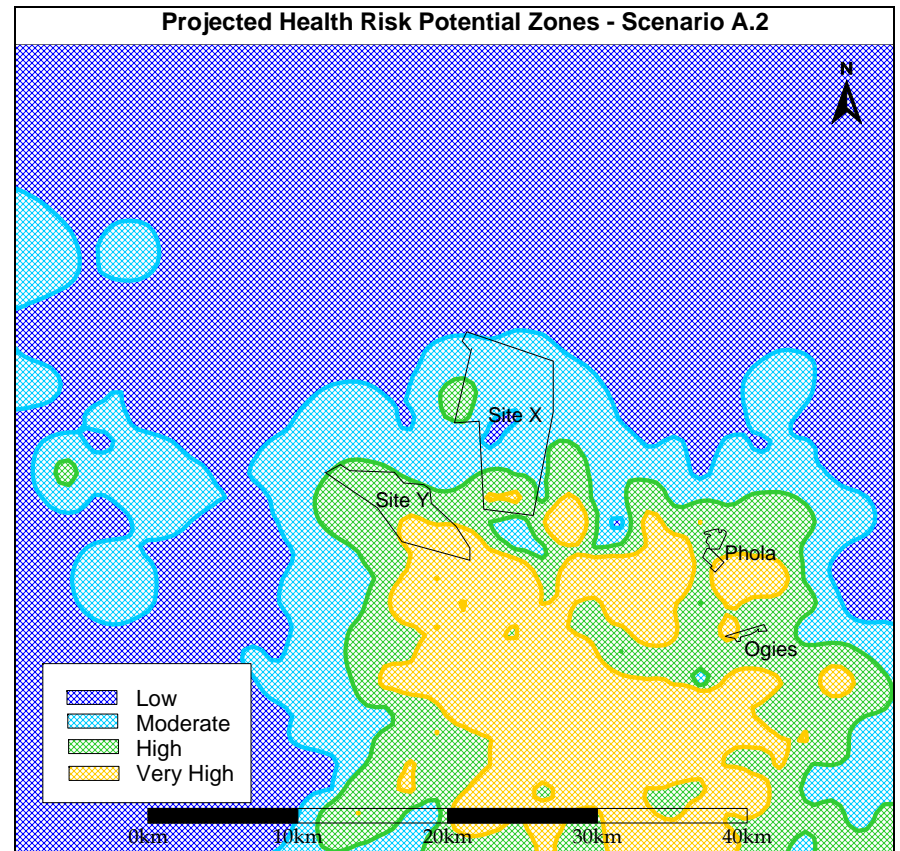 Projected Health Risk Potential Zones - Scenario A.2
N
Site X
Site Y
Phola
Ogies
Low
Moderate
High
Very High
0km 10km 20km 30km 40km